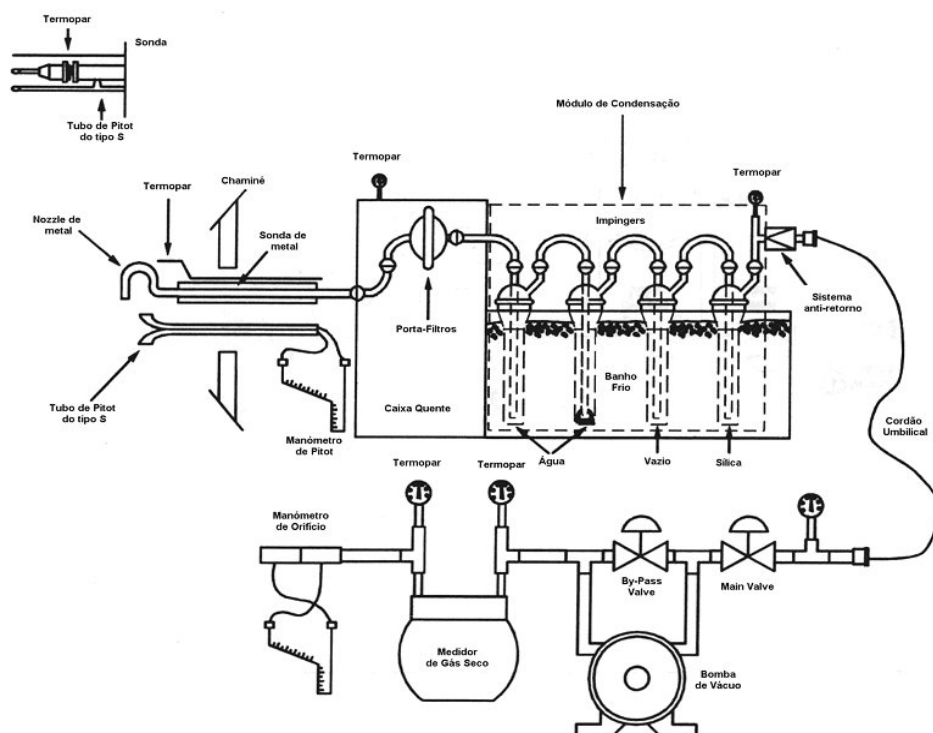 Termopar
Sonda
Tubo de Pitot
do tipo S
Módulo de Condensação
Termopar
Termopar
Termopar
Chaminé
Nozzle de
metal
Sonda de
metal
Impingers
Sistema
anti-retorno
Porta-Filtros
Banho
Frio
Tubo de Pitot
do tipo S
Caixa Quente
Manómetro
de Pitot
Água
Vazio
Sílica
Cordão
Umbilical
Termopar
Termopar
Manómetro
de Orifício
By-Pass
Valve
Main Valve
Medidor
de Gàs Seco
Bomba
de Vàcuo